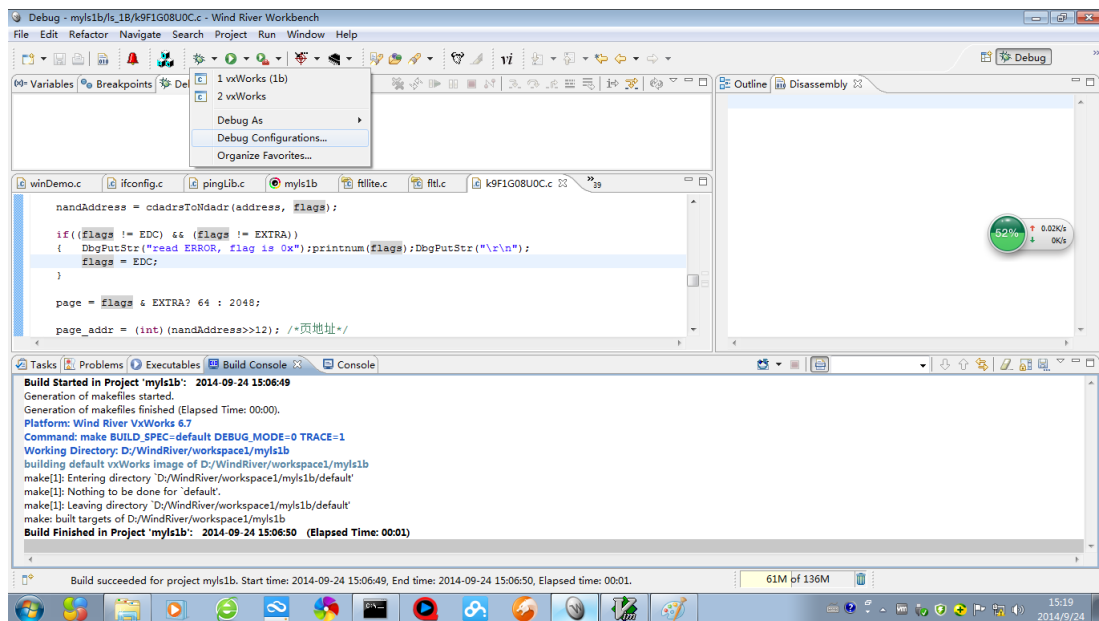 Debug - myls1b/ls_1B/k9F1G08U0C.c - Wind River Workbench
File Edit Refactor Navigate Search Project Run Window Help
Debug
Variables Breakpoints De
1 vxWorks (1b)
2 vxWorks
Debug As
Debug Configurations...
Organize Favorites...
Outline Disassembly
winDemo.c ifconfig.c pingLib.c myls1b ftllite.c fltl.c k9F1G08U0C.c 39
nandAddress = cdadrsToNdadr(address, flags);
if((flags != EDC) && (flags != EXTRA))
{ DbgPutStr("read ERROR, flag is 0x");printnum(flags);DbgPutStr("\r\n");
flags = EDC;
}
page = flags & EXTRA? 64 : 2048;
page_addr = (int)(nandAddress>>12); /*页地址*/
52% 0.02K/s
0K/s
Tasks Problems Executables Build Console Console
Build Started in Project 'myls1b': 2014-09-24 15:06:49
Generation of makefiles started.
Generation of makefiles finished (Elapsed Time: 00:00).
Platform: Wind River VxWorks 6.7
Command: make BUILD_SPEC=default DEBUG_MODE=0 TRACE=1
Working Directory: D:/WindRiver/workspace1/myls1b
building default vxWorks image of D:/WindRiver/workspace1/myls1b
make[1]: Entering directory `D:/WindRiver/workspace1/myls1b/default'
make[1]: Nothing to be done for `default'.
make[1]: Leaving directory `D:/WindRiver/workspace1/myls1b/default'
make: built targets of D:/WindRiver/workspace1/myls1b
Build Finished in Project 'myls1b': 2014-09-24 15:06:50 (Elapsed Time: 00:01)
Build succeeded for project myls1b. Start time: 2014-09-24 15:06:49, End time: 2014-09-24 15:06:50, Elapsed time: 00:01.
61M of 136M
15:19
2014/9/24